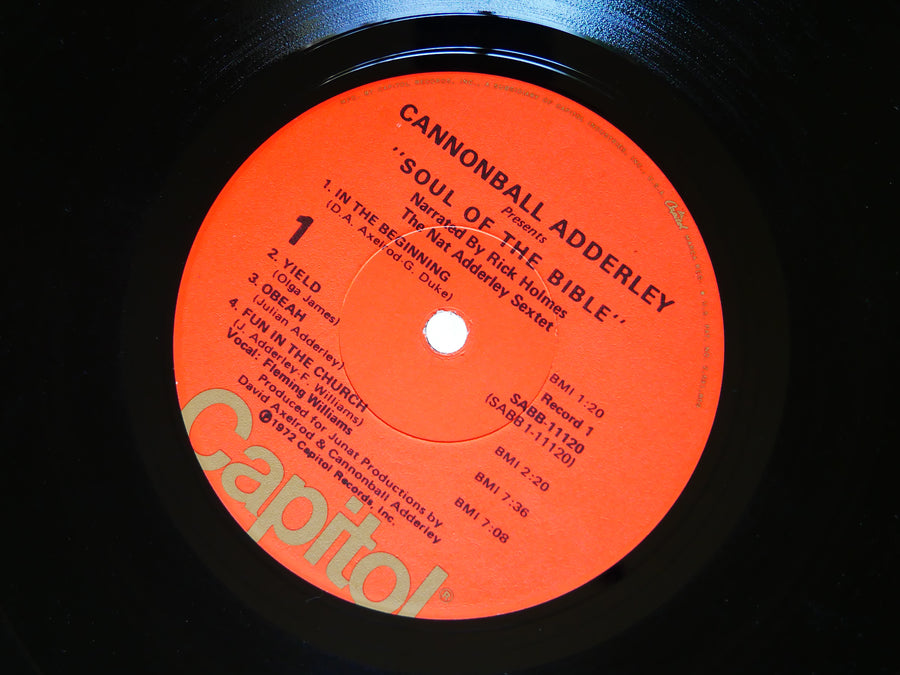 CANNONBALL ADDERLEY
Presents
"SOUL OF THE BIBLE"
Narrated By Rick Holmes
The Nat Adderley Sextet
1. IN THE BEGINNING
(D.A. Axelrod-G. Duke)
BMI 1:20
1
Record 1
SABB-11120
(SABB1-11120)
2. YIELD
(Olga James)
BMI 2:20
3. OBEAH
(Julian Adderley)
BMI 7:36
4. FUN IN THE CHURCH
(J. Adderley-F. Williams)
BMI 7:08
Vocal: Fleming Williams
Produced for Junat Productions by
David Axelrod & Cannonball Adderley
℗1972 Capitol Records, Inc.
Capitol®